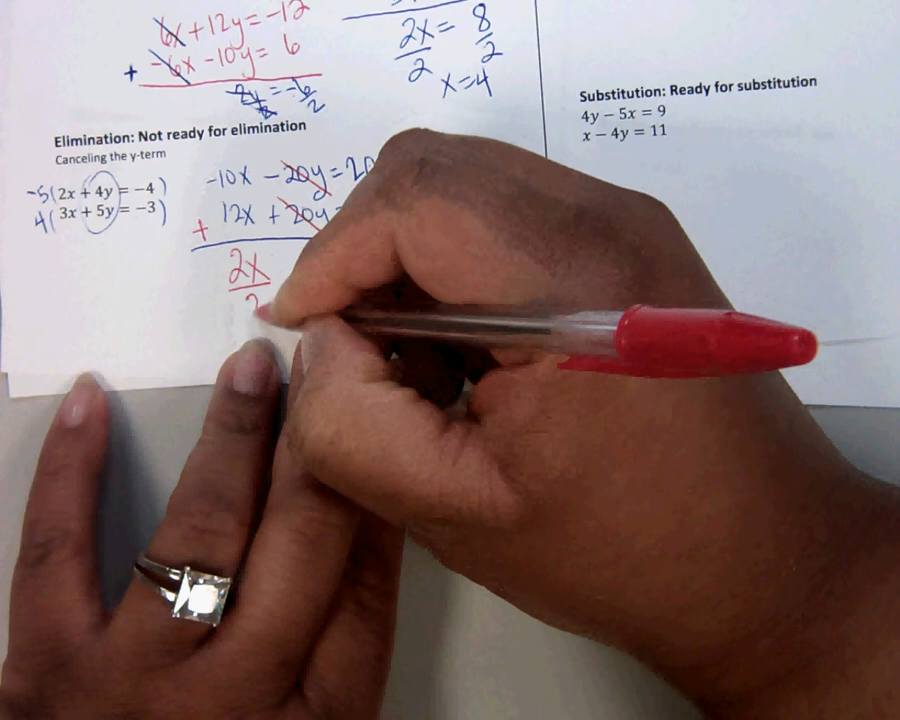 6x + 12y = -12
+ -6x - 10y = 6
2y = -6
2 2
2x = 8
2 2
x = 4
Elimination: Not ready for elimination
Canceling the y-term
-5( 2x + 4y = −4 )
4( 3x + 5y = −3 )
-10x - 20y = 20
+ 12x + 20y =
2x
2
Substitution: Ready for substitution
4y − 5x = 9
x − 4y = 11